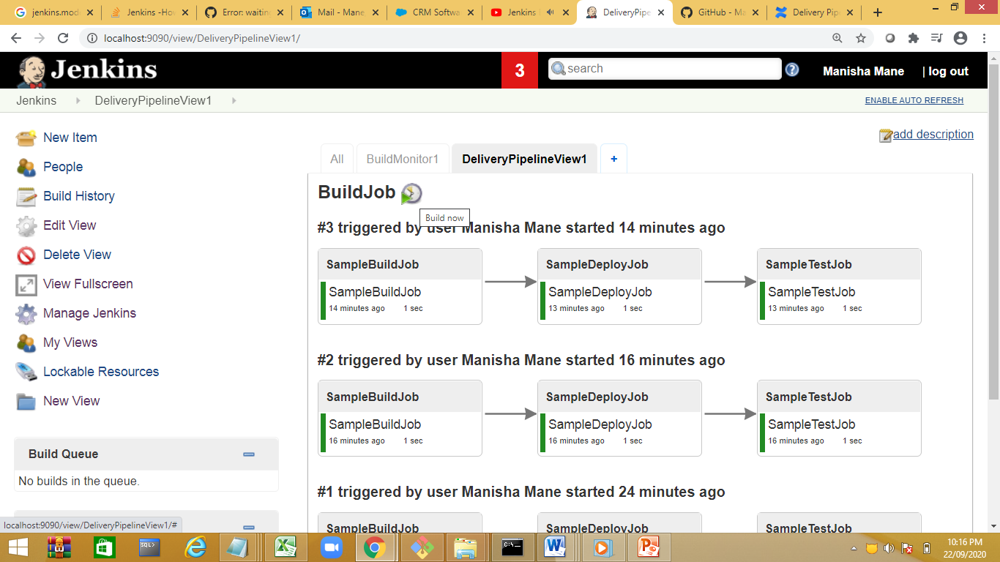 jenkins.mod
Jenkins -How
Error: waiting
Mail - Mane
CRM Softwa
Jenkins
DeliveryPipe
GitHub - Ma
Delivery Pip
localhost:9090/view/DeliveryPipelineView1/
Jenkins
3
search
Manisha Mane
| log out
Jenkins
DeliveryPipelineView1
ENABLE AUTO REFRESH
New Item
People
Build History
Edit View
Delete View
View Fullscreen
Manage Jenkins
My Views
Lockable Resources
New View
Build Queue
No builds in the queue.
localhost:9090/view/DeliveryPipelineView1/#
add description
All
BuildMonitor1
DeliveryPipelineView1
+
BuildJob
Build now
#3 triggered by user Manisha Mane started 14 minutes ago
SampleBuildJob
SampleBuildJob
14 minutes ago 1 sec
SampleDeployJob
SampleDeployJob
13 minutes ago 1 sec
SampleTestJob
SampleTestJob
13 minutes ago 1 sec
#2 triggered by user Manisha Mane started 16 minutes ago
SampleBuildJob
SampleBuildJob
16 minutes ago 1 sec
SampleDeployJob
SampleDeployJob
16 minutes ago 1 sec
SampleTestJob
SampleTestJob
16 minutes ago 1 sec
#1 triggered by user Manisha Mane started 24 minutes ago
SampleBuildJob
SampleDeployJob
SampleTestJob
SQL>
C:\.
10:16 PM
22/09/2020